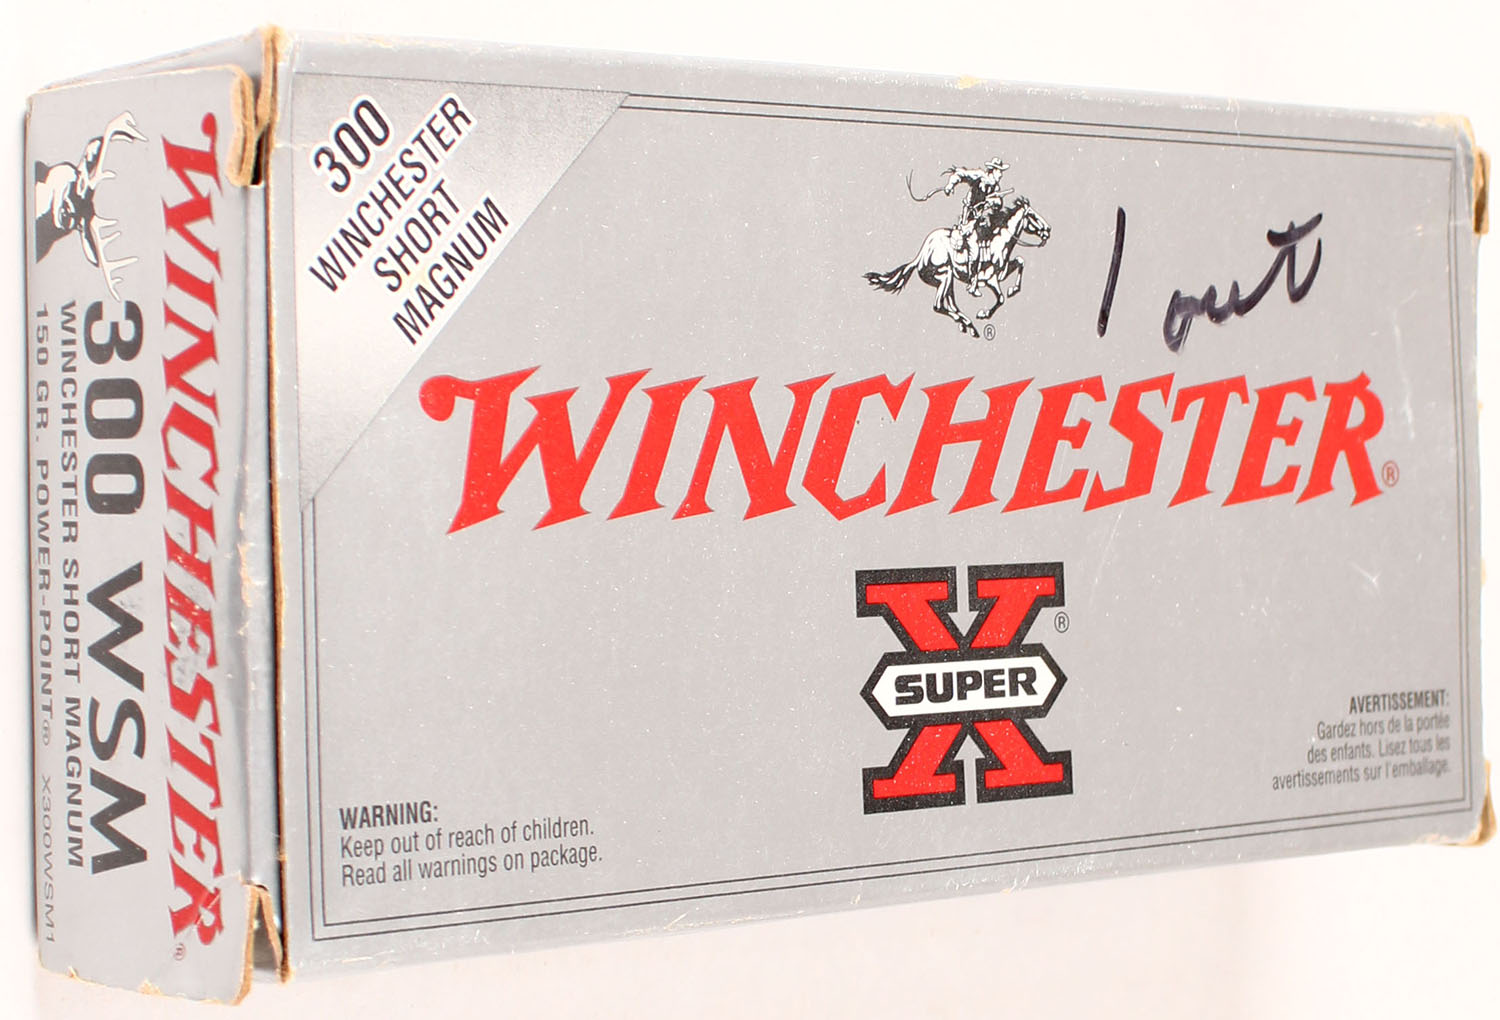 300
WINCHESTER
SHORT
MAGNUM
1 out
®
WINCHESTER®
X®
SUPER
WARNING:
Keep out of reach of children.
Read all warnings on package.
AVERTISSEMENT:
Gardez hors de la portée
des enfants. Lisez tous les
avertissements sur l'emballage.
WINCHESTER®
300 WSM
WINCHESTER SHORT MAGNUM
150 GR. POWER-POINT® X300WSM1